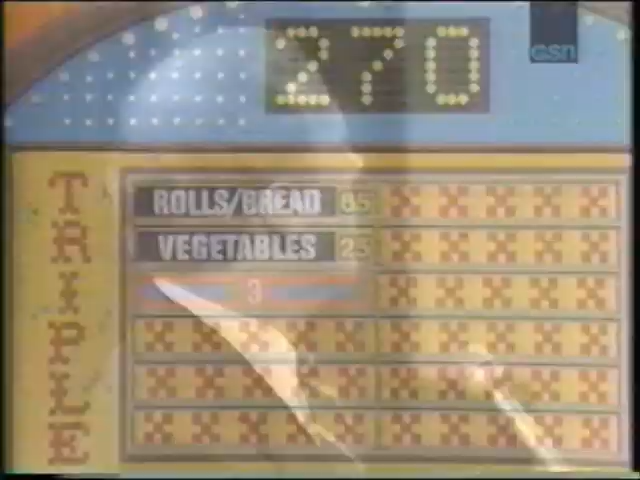 270
GSN
TRIPLE
ROLLS/BREAD 65
VEGETABLES 25
3